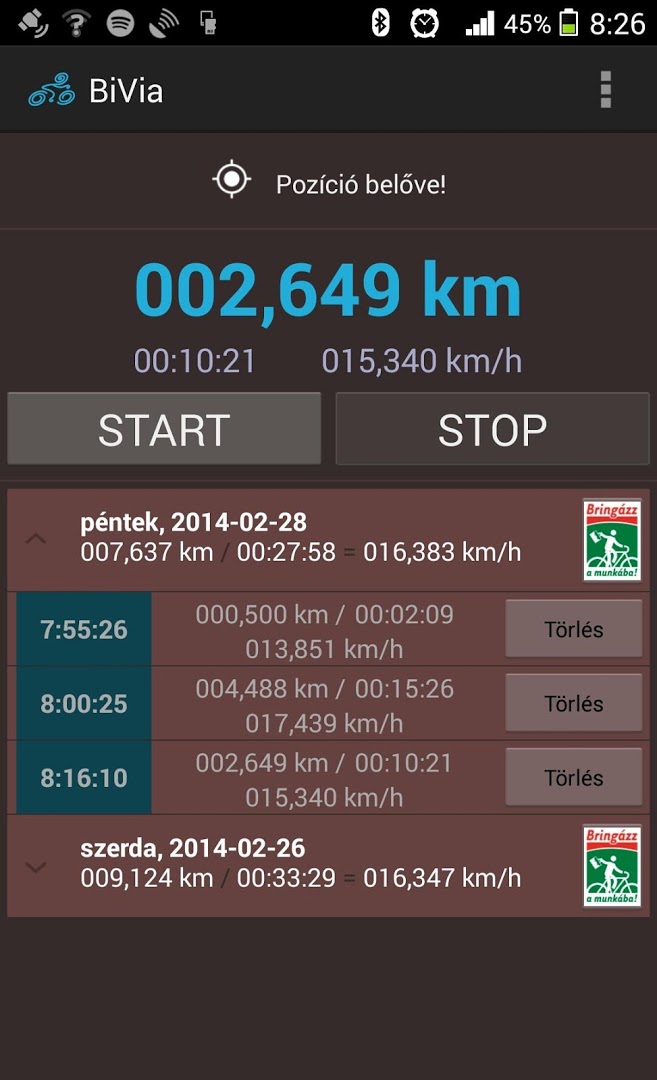 45% 8:26
BiVia
Pozíció belőve!
002,649 km
00:10:21 015,340 km/h
START STOP
péntek, 2014-02-28
007,637 km / 00:27:58 = 016,383 km/h
Bringázz
a munkába!
7:55:26
000,500 km / 00:02:09
013,851 km/h
Törlés
8:00:25
004,488 km / 00:15:26
017,439 km/h
Törlés
8:16:10
002,649 km / 00:10:21
015,340 km/h
Törlés
szerda, 2014-02-26
009,124 km / 00:33:29 = 016,347 km/h
Bringázz
a munkába!